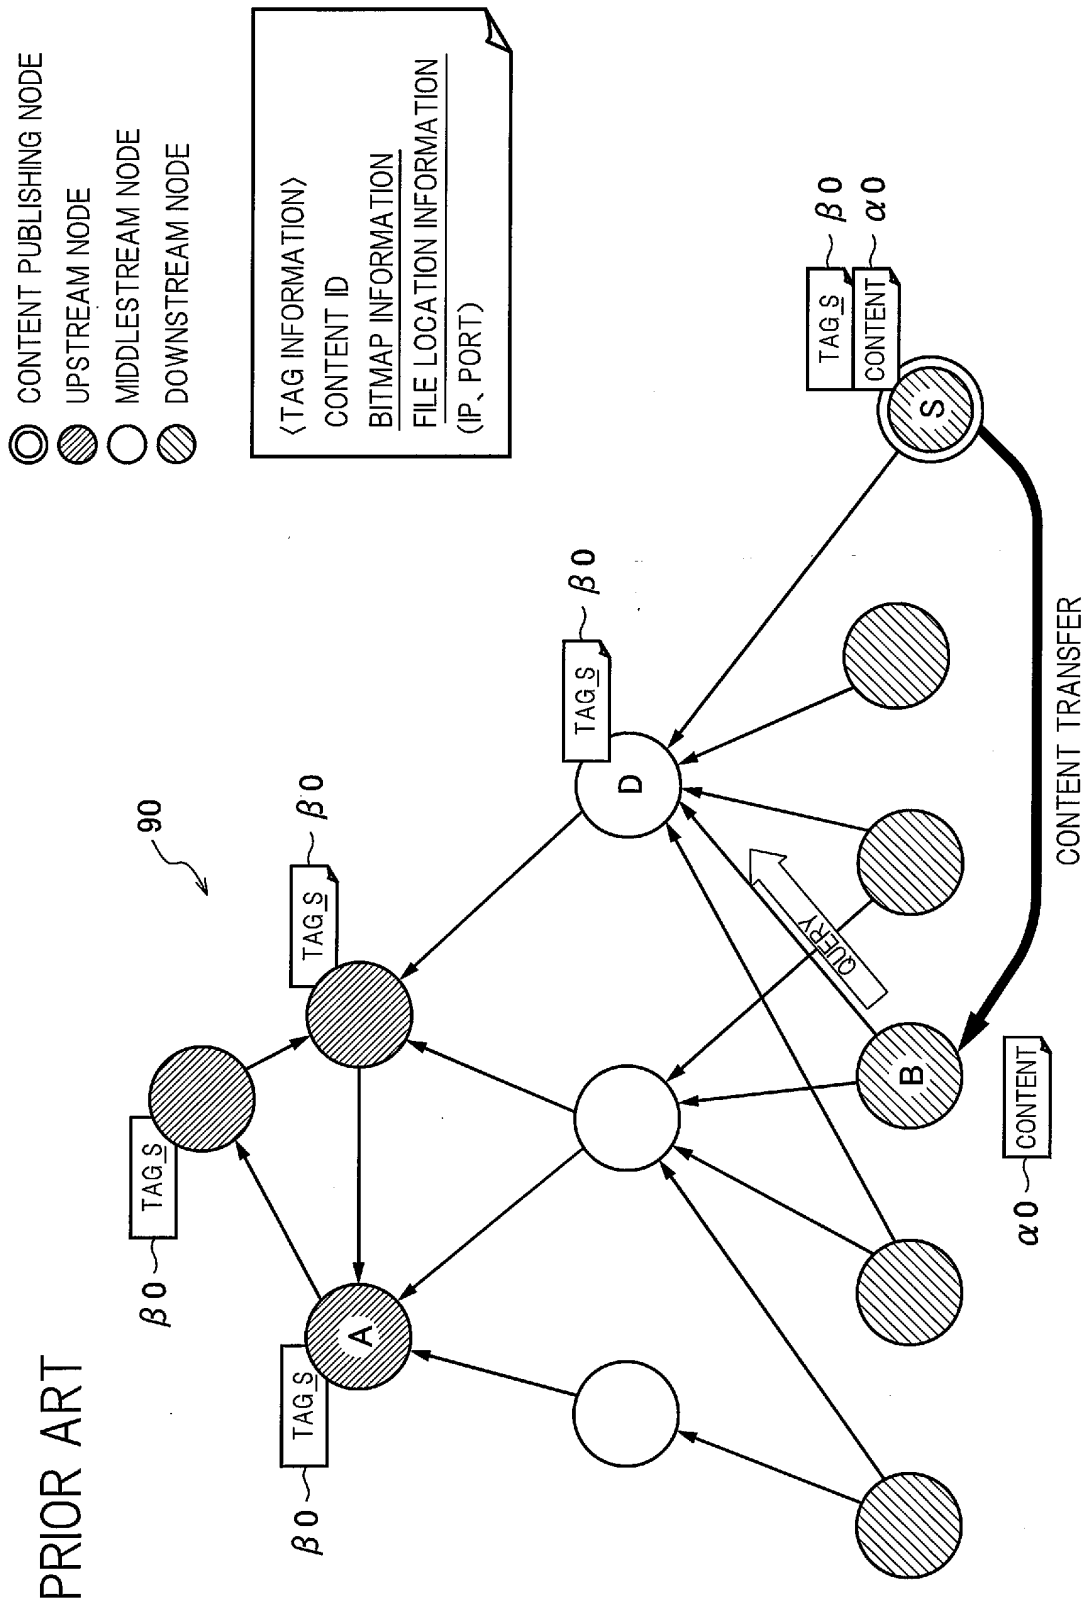 PRIOR ART
90
CONTENT PUBLISHING NODE
UPSTREAM NODE
MIDDLESTREAM NODE
DOWNSTREAM NODE
〈TAG INFORMATION〉
CONTENT ID
BITMAP INFORMATION
FILE LOCATION INFORMATION
(IP、PORT)
β0
TAG_S
β0
TAG_S
A
TAG_S
β0
TAG_S
β0
D
QUERY
TAG_S
β0
CONTENT
α0
S
B
α0
CONTENT
CONTENT TRANSFER